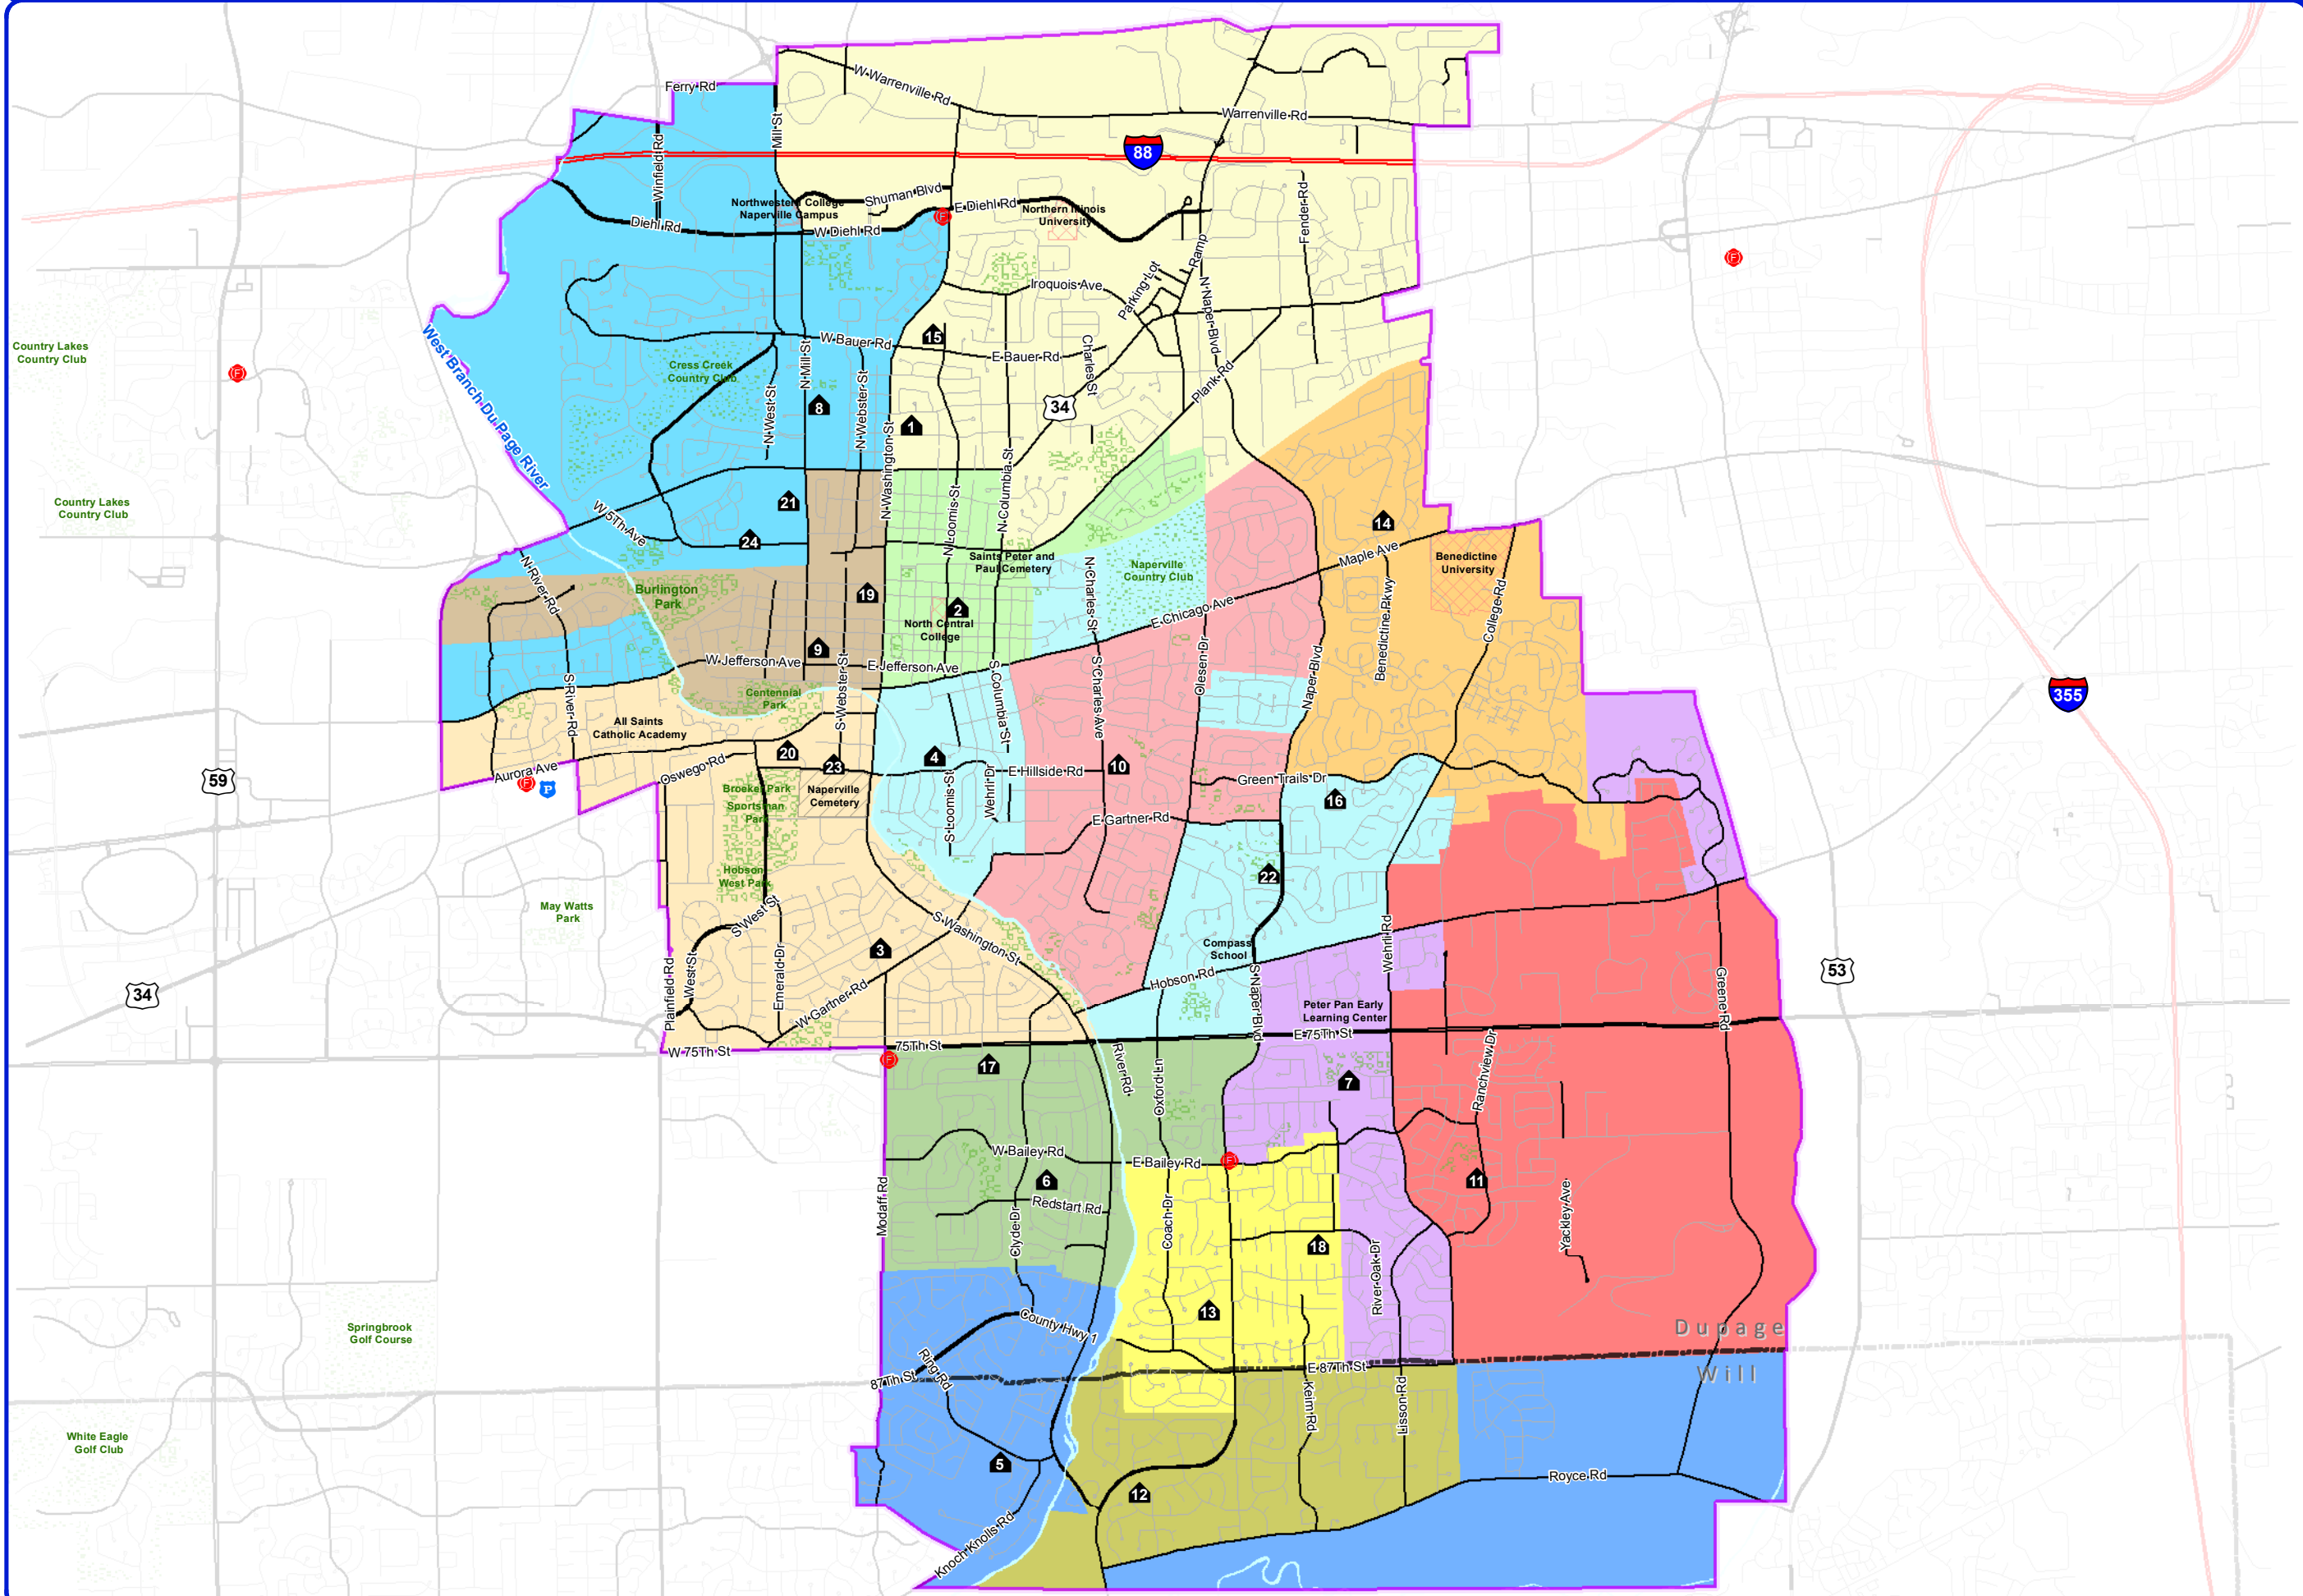 Ferry Rd
W Warrenville Rd
Warrenville Rd
Mill St
Winfield Rd
88
Shuman Blvd
Northwestern College
Naperville Campus
E Diehl Rd
Northern Illinois
University
Fender Rd
Diehl Rd
W Diehl Rd
F
F
Ramp
Parking Lot
Iroquois Ave
N Naper Blvd
West Branch Du Page River
Country Lakes
Country Club
F
15
W Bauer Rd
E Bauer Rd
Charles St
Cress Creek
Country Club
N Mill St
N West St
N Webster St
Plank Rd
8
34
1
N Washington St
N Columbia St
Country Lakes
Country Club
21
W 5Th Ave
24
N Loomis St
14
Maple Ave
Saints Peter and
Paul Cemetery
Naperville
Country Club
Benedictine
University
N River Rd
Burlington
Park
19
2
North Central
College
N Charles St
E Chicago Ave
Benedictine Pkwy
College Rd
9
W Jefferson Ave
E Jefferson Ave
S River Rd
S Webster St
S Columbia St
S Charles Ave
Olesen Dr
Naper Blvd
355
Centennial
Park
All Saints
Catholic Academy
20
23
4
10
59
Aurora Ave
Oswego Rd
F
P
E Hillside Rd
Green Trails Dr
16
Broeker Park
Sportsman
Park
Naperville
Cemetery
S Loomis St
Wehrli Dr
E Gartner Rd
Hobson
West Park
22
May Watts
Park
S West St
S Washington St
3
Compass
School
Wehrli Rd
Plainfield Rd
West St
Emerald Dr
W Gartner Rd
Hobson Rd
S Naper Blvd
34
53
Greene Rd
Peter Pan Early
Learning Center
W 75Th St
75Th St
E 75Th St
F
17
River Rd
Oxford Ln
7
Ranchview Dr
W Bailey Rd
E Bailey Rd
F
6
11
Modaff Rd
Redstart Rd
Clyde Dr
Coach Dr
Yackley Ave
18
River Oak Dr
13
County Hwy 1
Springbrook
Golf Course
Dupage
87Th St
Ring Rd
E 87Th St
Will
Keim Rd
Lisson Rd
White Eagle
Golf Club
5
12
Royce Rd
Knoch Knolls Rd